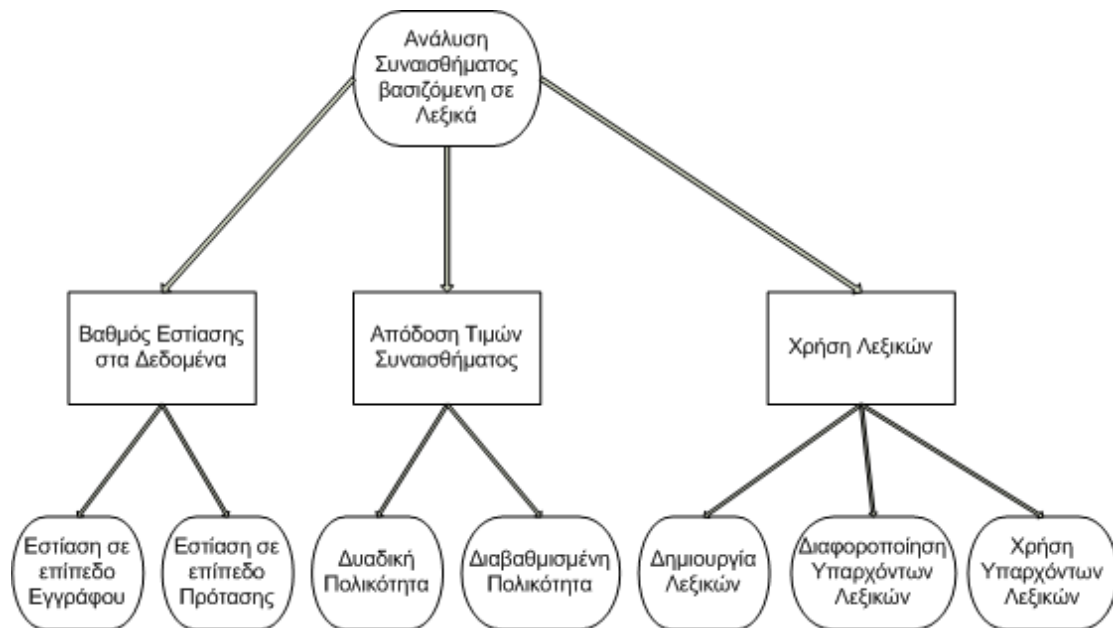 Ανάλυση
Συναισθήματος
βασιζόμενη σε
Λεξικά
Βαθμός Εστίασης
στα Δεδομένα
Απόδοση Τιμών
Συναισθήματος
Χρήση Λεξικών
Εστίαση σε
επίπεδο
Εγγράφου
Εστίαση σε
επίπεδο
Πρότασης
Δυαδική
Πολικότητα
Διαβαθμισμένη
Πολικότητα
Δημιουργία
Λεξικών
Διαφοροποίηση
Υπαρχόντων
Λεξικών
Χρήση
Υπαρχόντων
Λεξικών